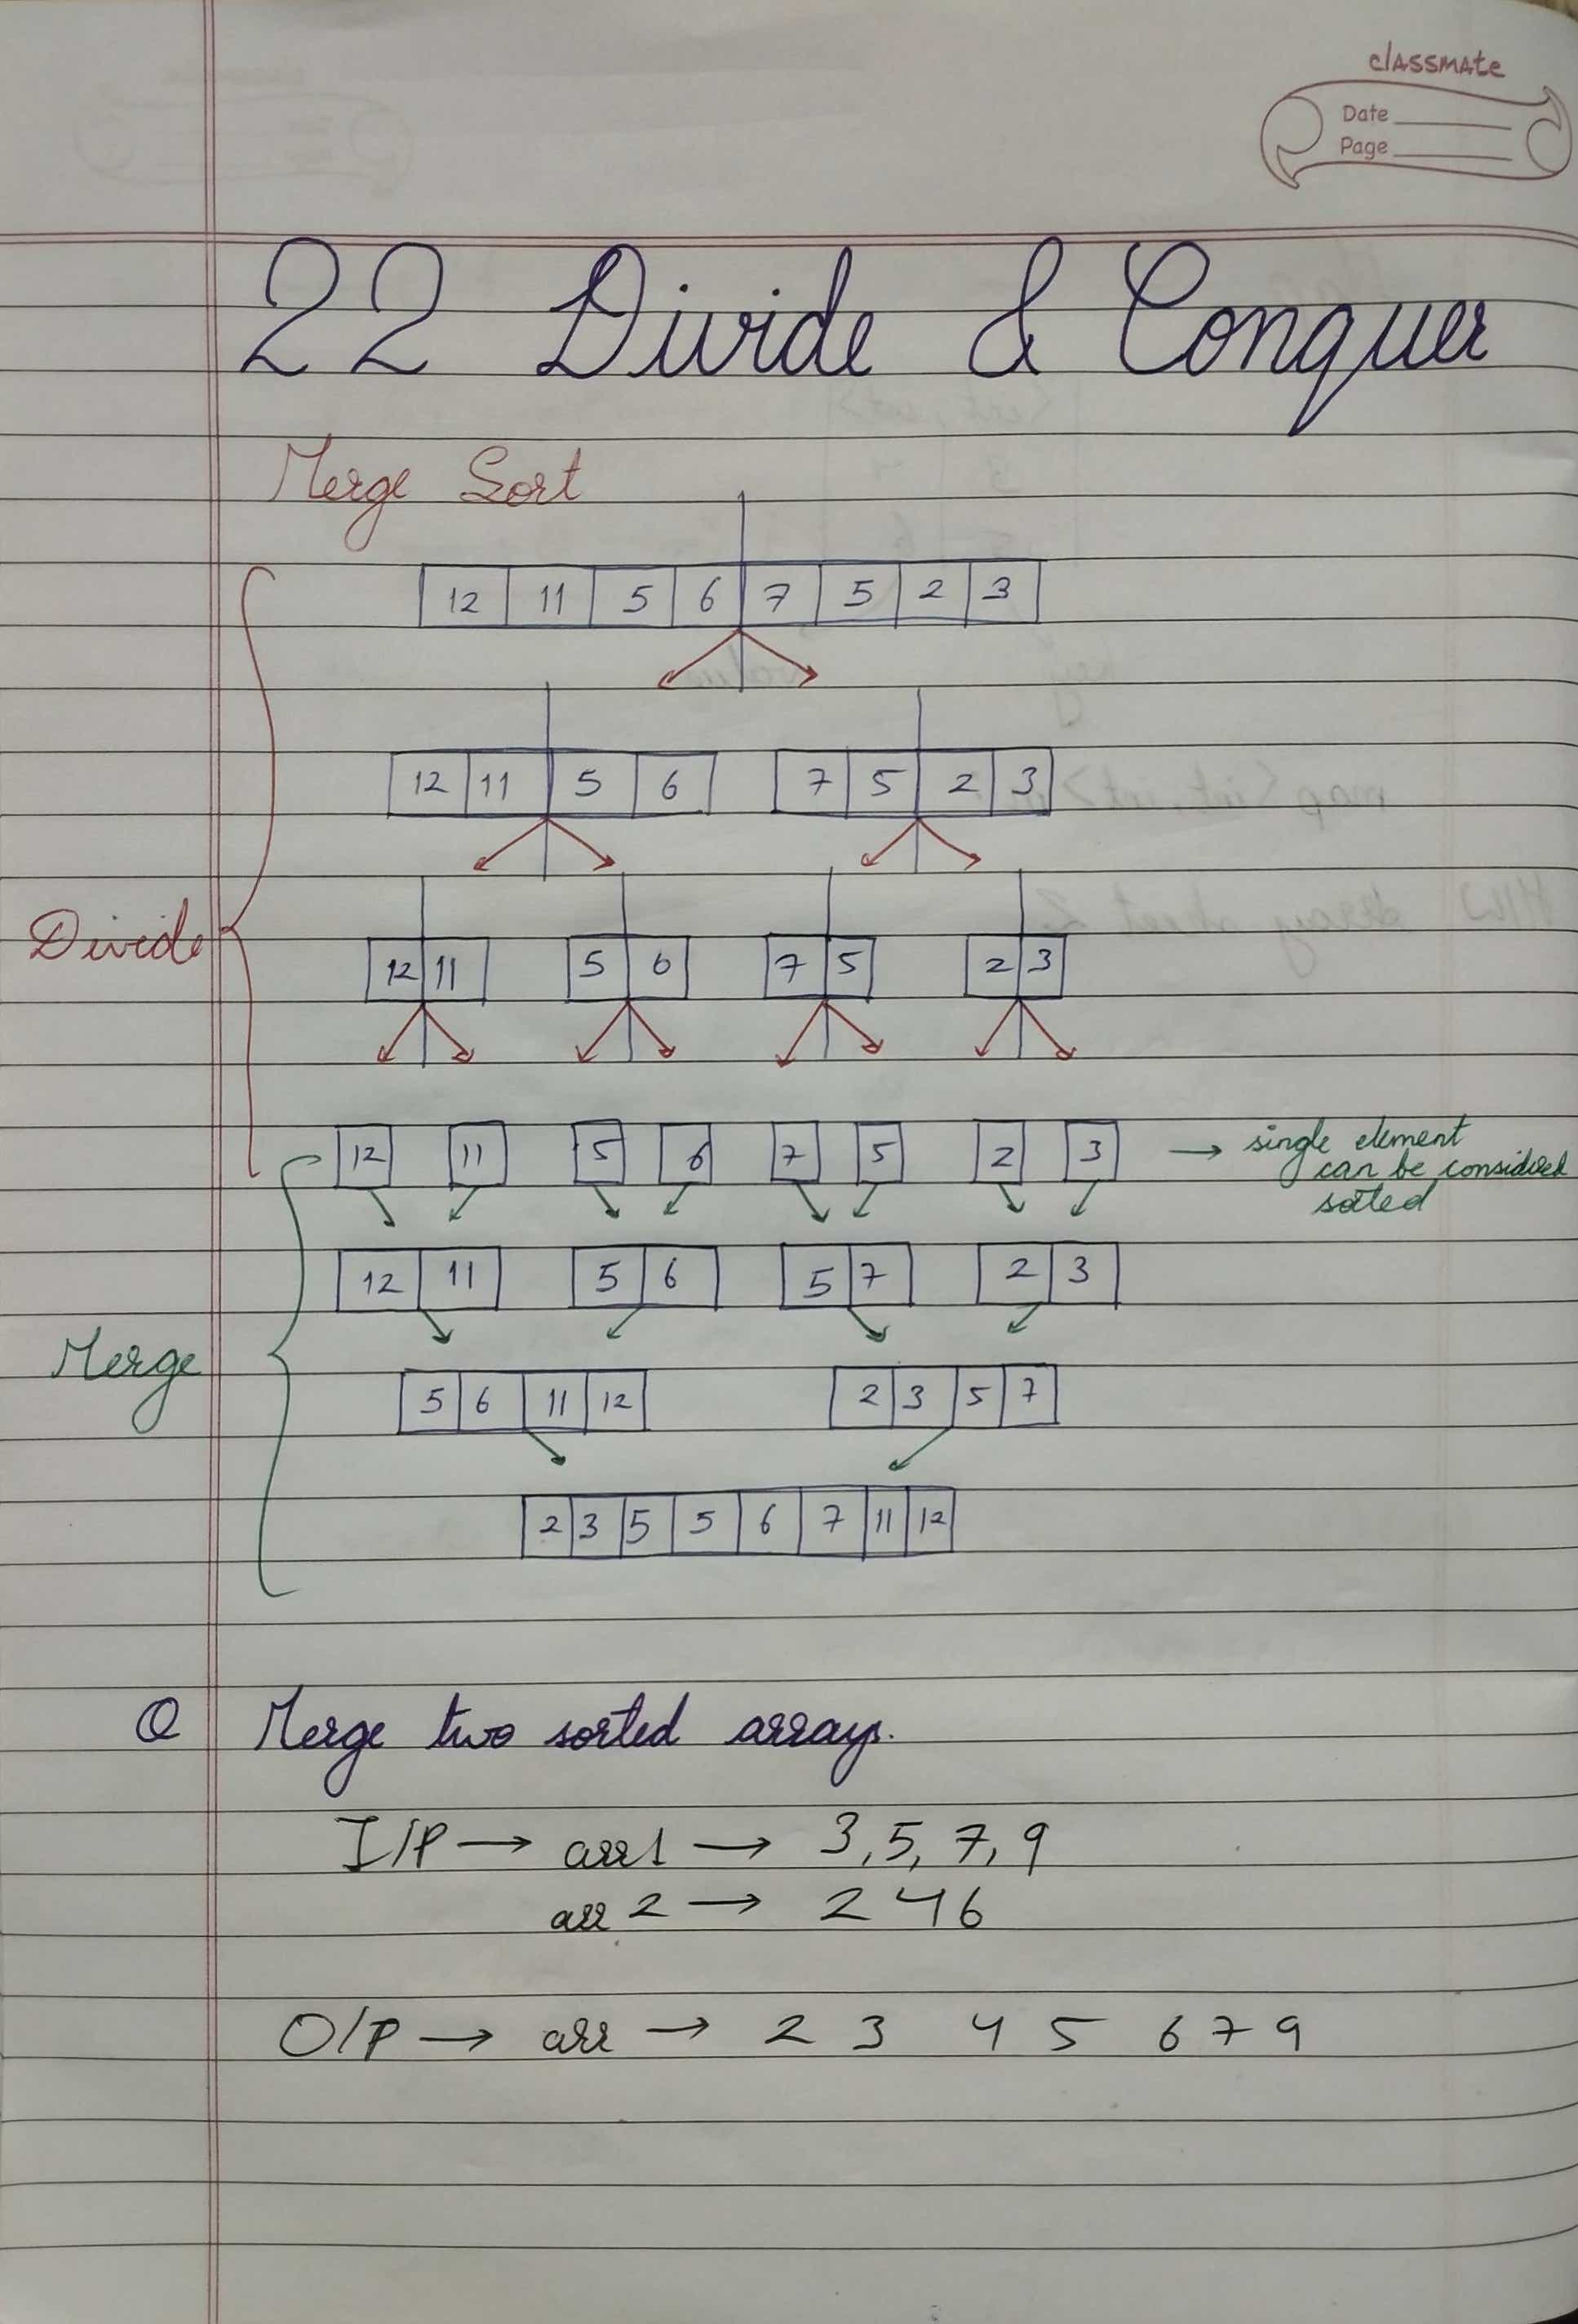 classmate
Date
Page
22 Divide & Conquer
Merge Sort
12 11 5 6 7 5 2 3
12 11 5 6 7 5 2 3
Divide
12 11 5 6 7 5 2 3
12 11 5 6 7 5 2 3 → single element
can be considered
sorted
12 11 5 6 5 7 2 3
Merge
5 6 11 12 2 3 5 7
2 3 5 5 6 7 11 12
Q Merge two sorted arrays.
I/P → arr1 → 3, 5, 7, 9
arr 2 → 2 4 6
O/P → arr → 2 3 4 5 6 7 9